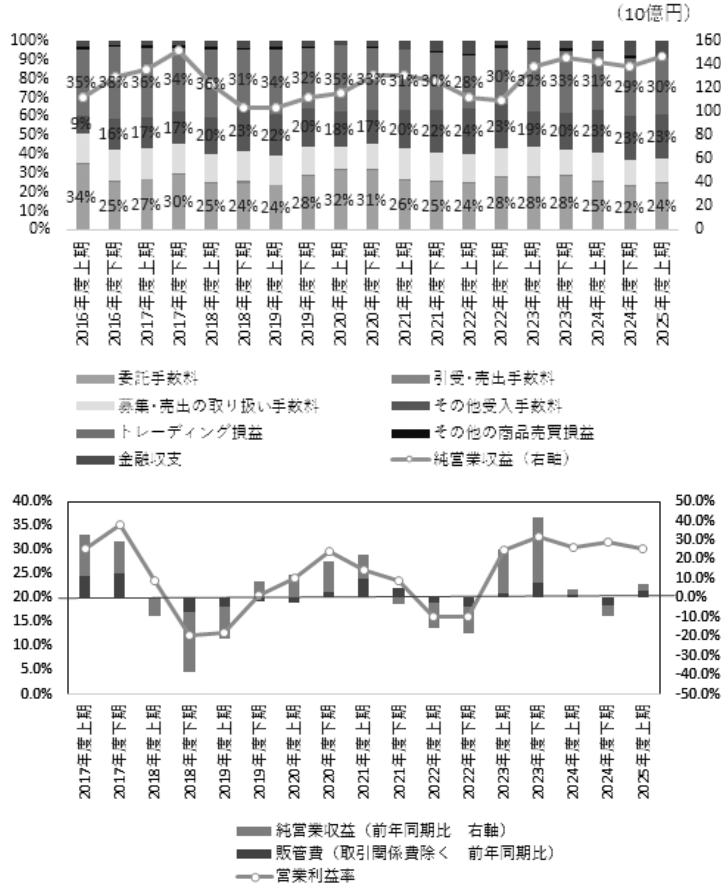 （10億円）
100% 90% 80% 70% 60% 50% 40% 30% 20% 10% 0%
160 140 120 100 80 60 40 20 0
35% 38% 36% 34% 36% 31% 34% 32% 35% 33% 31% 30% 28% 30% 32% 33% 31% 29% 30%
9% 16% 17% 17% 20% 23% 22% 20% 18% 17% 20% 22% 24% 23% 19% 20% 23% 23% 23%
34% 25% 27% 30% 25% 24% 24% 28% 32% 31% 26% 25% 24% 28% 28% 28% 25% 22% 24%
2016年度上期 2016年度下期 2017年度上期 2017年度下期 2018年度上期 2018年度下期 2019年度上期 2019年度下期 2020年度上期 2020年度下期 2021年度上期 2021年度下期 2022年度上期 2022年度下期 2023年度上期 2023年度下期 2024年度上期 2024年度下期 2025年度上期
委託手数料 引受･売出手数料
募集･売出の取り扱い手数料 その他受入手数料
トレーディング損益 その他の商品売買損益
金融収支 純営業収益（右軸）
40.0% 35.0% 30.0% 25.0% 20.0% 15.0% 10.0% 5.0% 0.0%
50.0% 40.0% 30.0% 20.0% 10.0% 0.0% -10.0% -20.0% -30.0% -40.0% -50.0%
2017年度上期 2017年度下期 2018年度上期 2018年度下期 2019年度上期 2019年度下期 2020年度上期 2020年度下期 2021年度上期 2021年度下期 2022年度上期 2022年度下期 2023年度上期 2023年度下期 2024年度上期 2024年度下期 2025年度上期
純営業収益（前年同期比　右軸）
販管費（取引関係費除く　前年同期比）
営業利益率